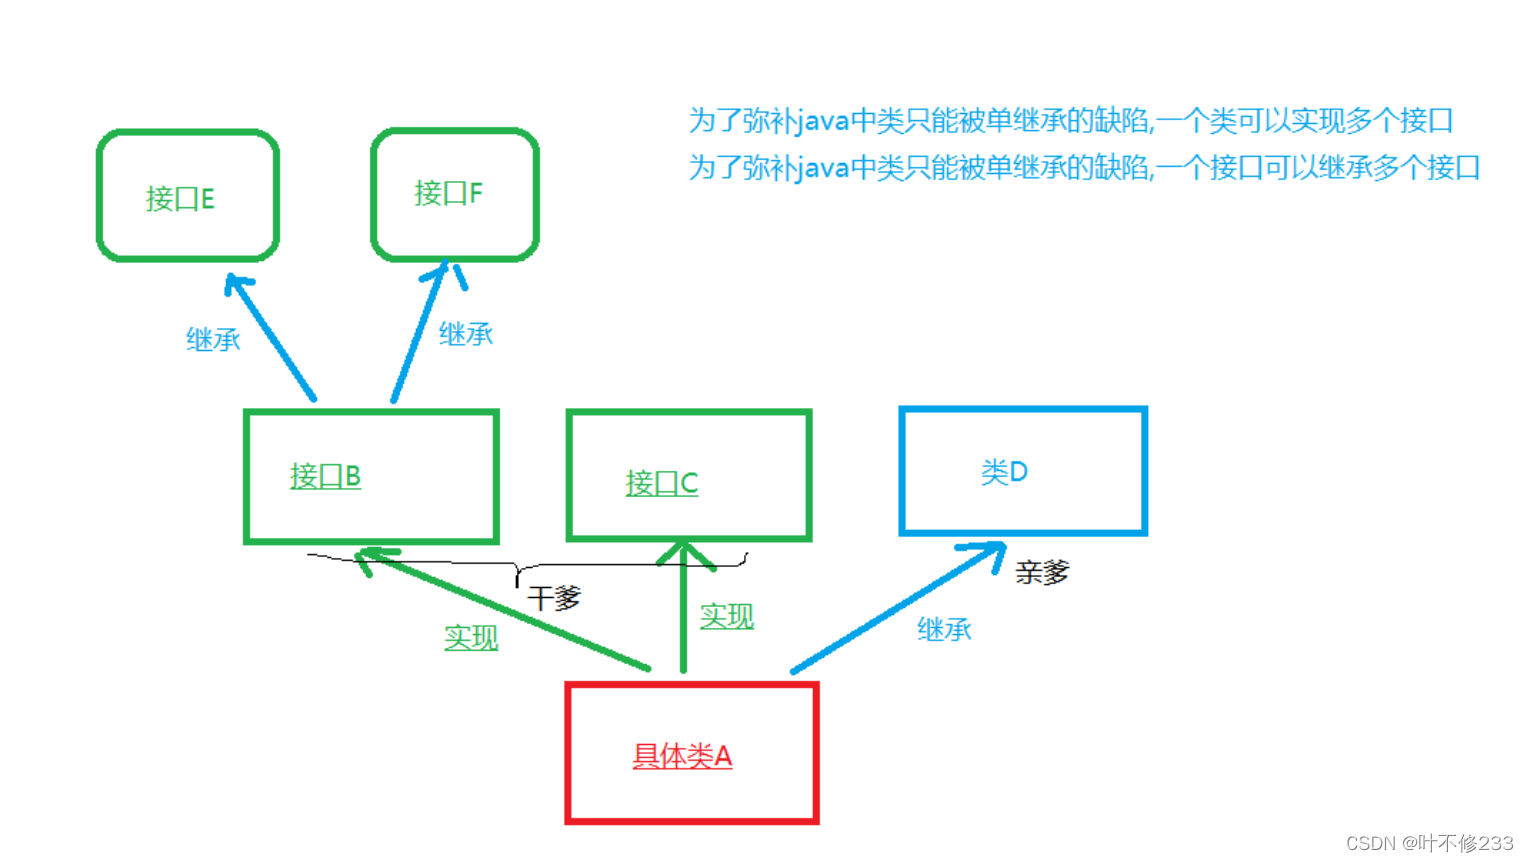 为了弥补java中类只能被单继承的缺陷,一个类可以实现多个接口
为了弥补java中类只能被单继承的缺陷,一个接口可以继承多个接口
接口E
接口F
继承
继承
接口B
接口C
类D
干爹
亲爹
实现
实现
继承
具体类A
CSDN @叶不修233